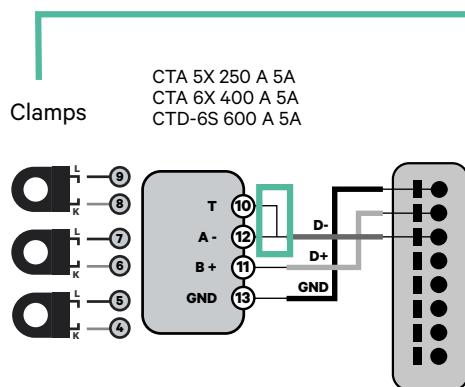 CTA 5X 250 A 5A
CTA 6X 400 A 5A
CTD-6S 600 A 5A
Clamps
L
9
K
8
L
7
K
6
L
5
K
4
T
10
A -
12
B +
11
GND
13
D-
D+
GND